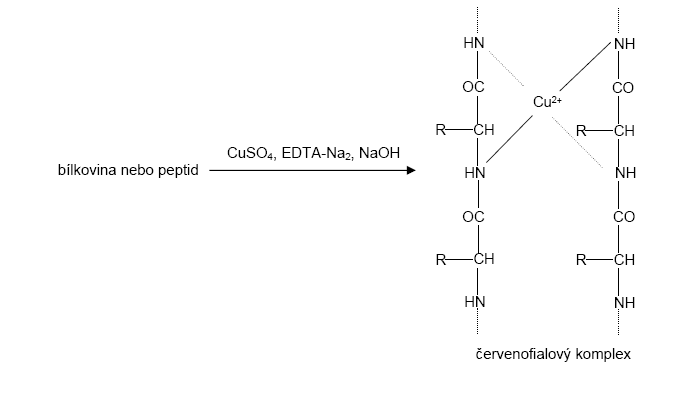 HN NH
OC CO
Cu²⁺
R—CH R—CH
CuSO₄, EDTA-Na₂, NaOH
bílkovina nebo peptid
HN NH
OC CO
R—CH R—CH
HN NH
červenofialový komplex